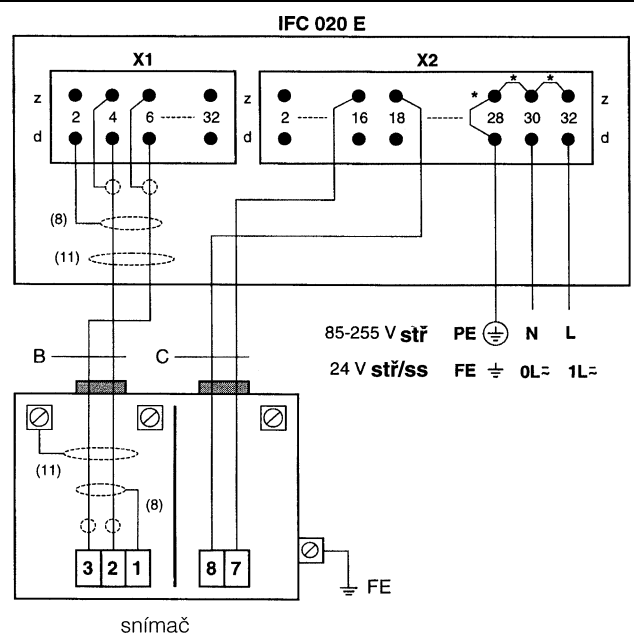 IFC 020 E
X1 X2
z z z
2 4 6 32 2 16 18 28 * 30 * 32 *
d d d
(8)
(11)
85-255 V stř PE N L
24 V stř/ss FE 0L 1L
B C
(11)
(8)
3 2 1 8 7
FE
snímač